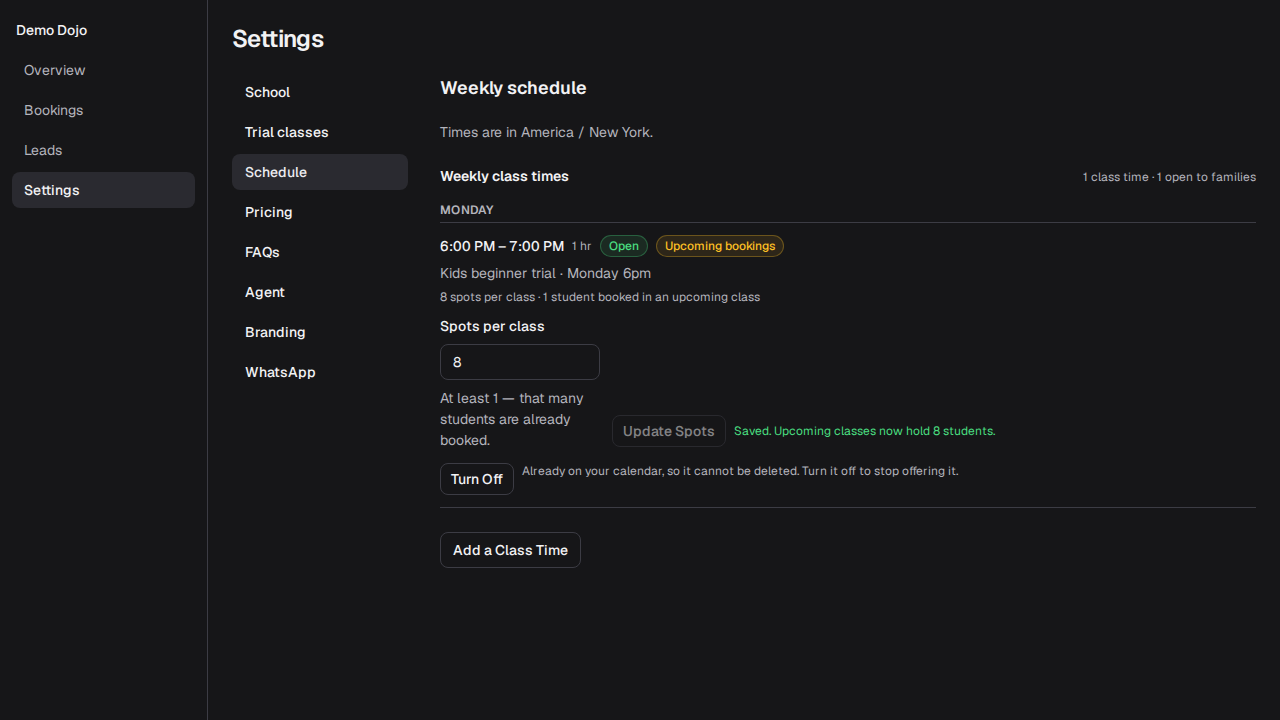 Demo Dojo
Overview
Bookings
Leads
Settings
Settings
School
Trial classes
Schedule
Pricing
FAQs
Agent
Branding
WhatsApp
Weekly schedule
Times are in America / New York.
Weekly class times
1 class time · 1 open to families
MONDAY
6:00 PM – 7:00 PM 1 hr Open Upcoming bookings
Kids beginner trial · Monday 6pm
8 spots per class · 1 student booked in an upcoming class
Spots per class
8
At least 1 — that many
students are already
booked.
Update Spots Saved. Upcoming classes now hold 8 students.
Turn Off Already on your calendar, so it cannot be deleted. Turn it off to stop offering it.
Add a Class Time